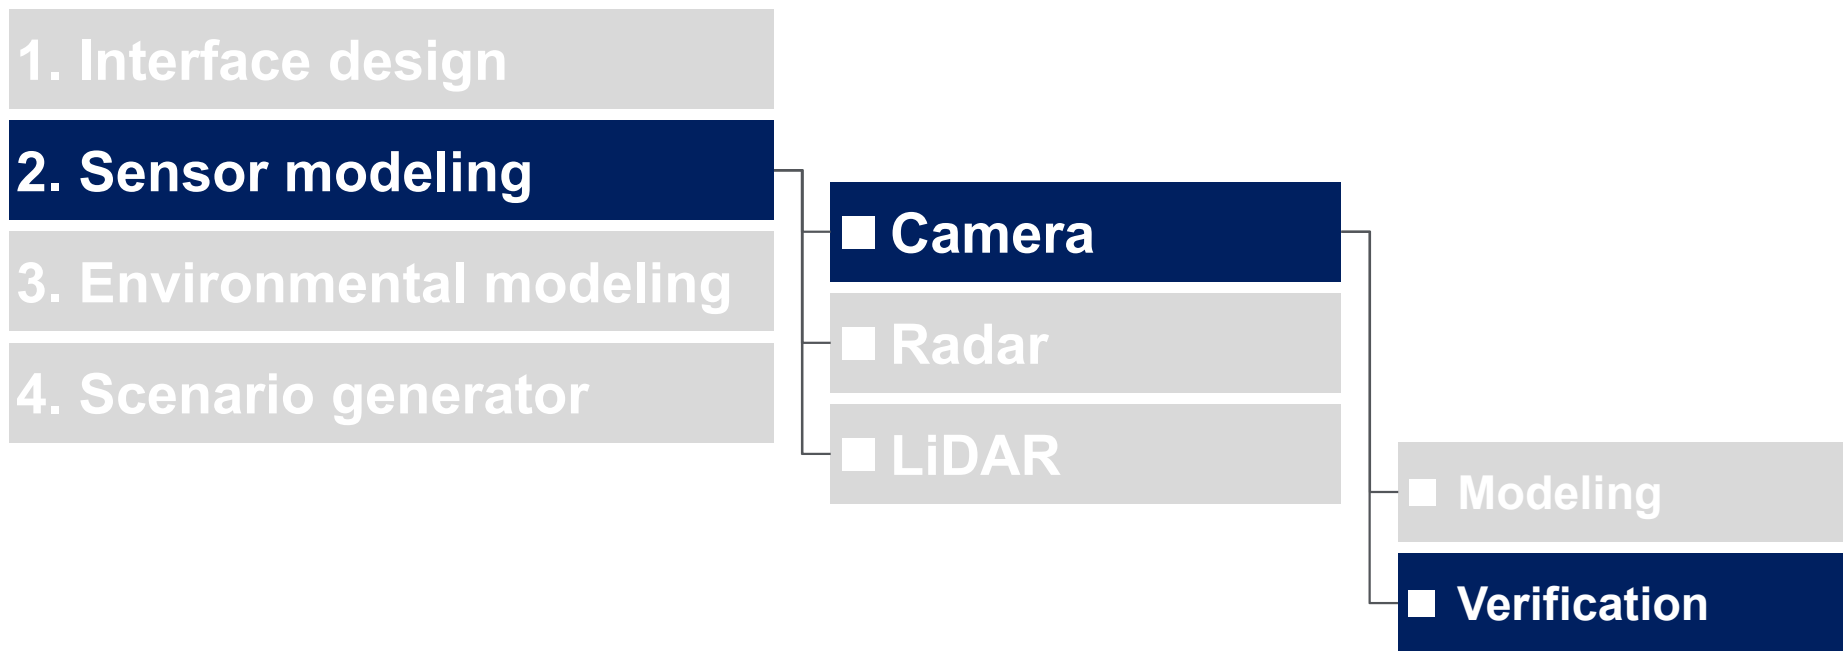 1. Interface design
2. Sensor modeling
3. Environmental modeling
4. Scenario generator
Camera
Radar
LiDAR
Modeling
Verification